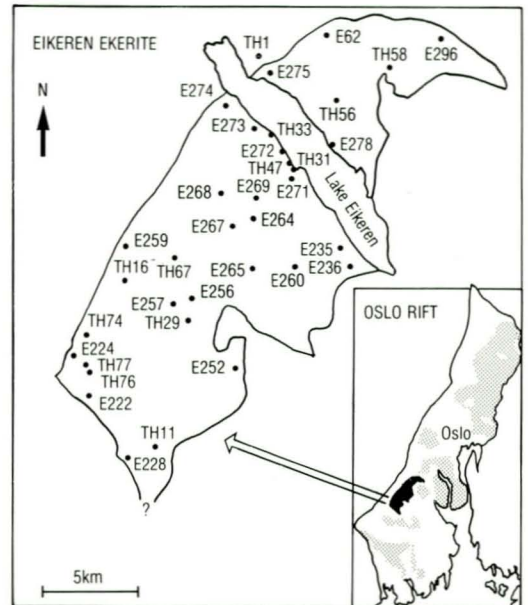 EIKEREN EKERITE
TH1
E62
E296
TH58
E275
N
E274
TH56
E273
TH33
E272
E278
TH47
TH31
Lake Eikeren
E271
E268
E269
E264
E267
E259
E235
TH16
TH67
E265
E260
E236
E257
E256
TH29
OSLO RIFT
TH74
E224
TH77
E252
TH76
E222
Oslo
TH11
E228
?
5km